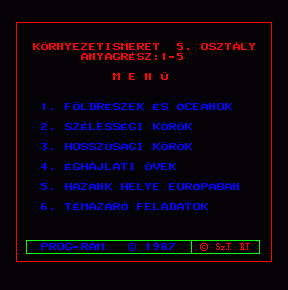 KÖRNYEZETISMERET 5. OSZTÁLY
ANYAGRÉSZ:1-5
M E N Ü
1. FÖLDRÉSZEK ÉS ÓCEÁNOK
2. SZÉLESSÉGI KÖRÖK
3. HOSSZÚSÁGI KÖRÖK
4. ÉGHAJLATI ÖVEK
5. HAZÁNK HELYE EURÓPÁBAN
6. TÉMAZÁRÓ FELADATOK
PROG-RAM © 1987 © SzT BT